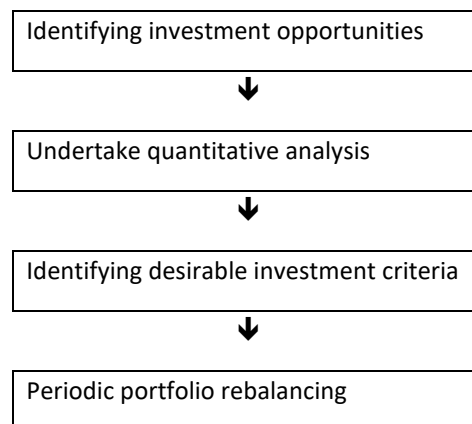 Identifying investment opportunities
Undertake quantitative analysis
Identifying desirable investment criteria
Periodic portfolio rebalancing